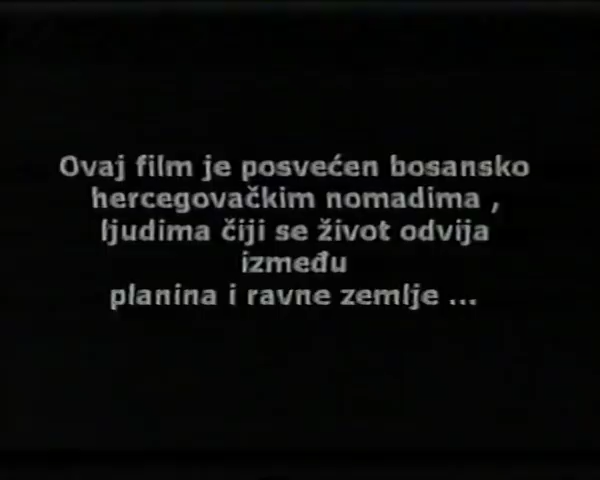 Ovaj film je posvećen bosansko
hercegovačkim nomadima ,
ljudima čiji se život odvija
između
planina i ravne zemlje ...